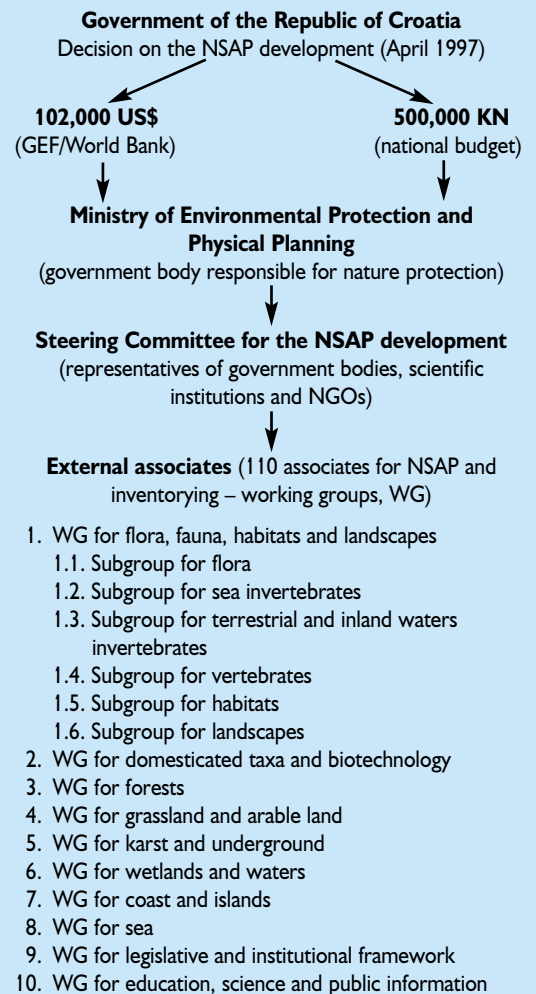 Government of the Republic of Croatia
Decision on the NSAP development (April 1997)
102,000 US$
(GEF/World Bank)
500,000 KN
(national budget)
Ministry of Environmental Protection and
Physical Planning
(government body responsible for nature protection)
Steering Committee for the NSAP development
(representatives of government bodies, scientific
institutions and NGOs)
External associates (110 associates for NSAP and
inventorying – working groups, WG)
1. WG for flora, fauna, habitats and landscapes
1.1. Subgroup for flora
1.2. Subgroup for sea invertebrates
1.3. Subgroup for terrestrial and inland waters
invertebrates
1.4. Subgroup for vertebrates
1.5. Subgroup for habitats
1.6. Subgroup for landscapes
2. WG for domesticated taxa and biotechnology
3. WG for forests
4. WG for grassland and arable land
5. WG for karst and underground
6. WG for wetlands and waters
7. WG for coast and islands
8. WG for sea
9. WG for legislative and institutional framework
10. WG for education, science and public information